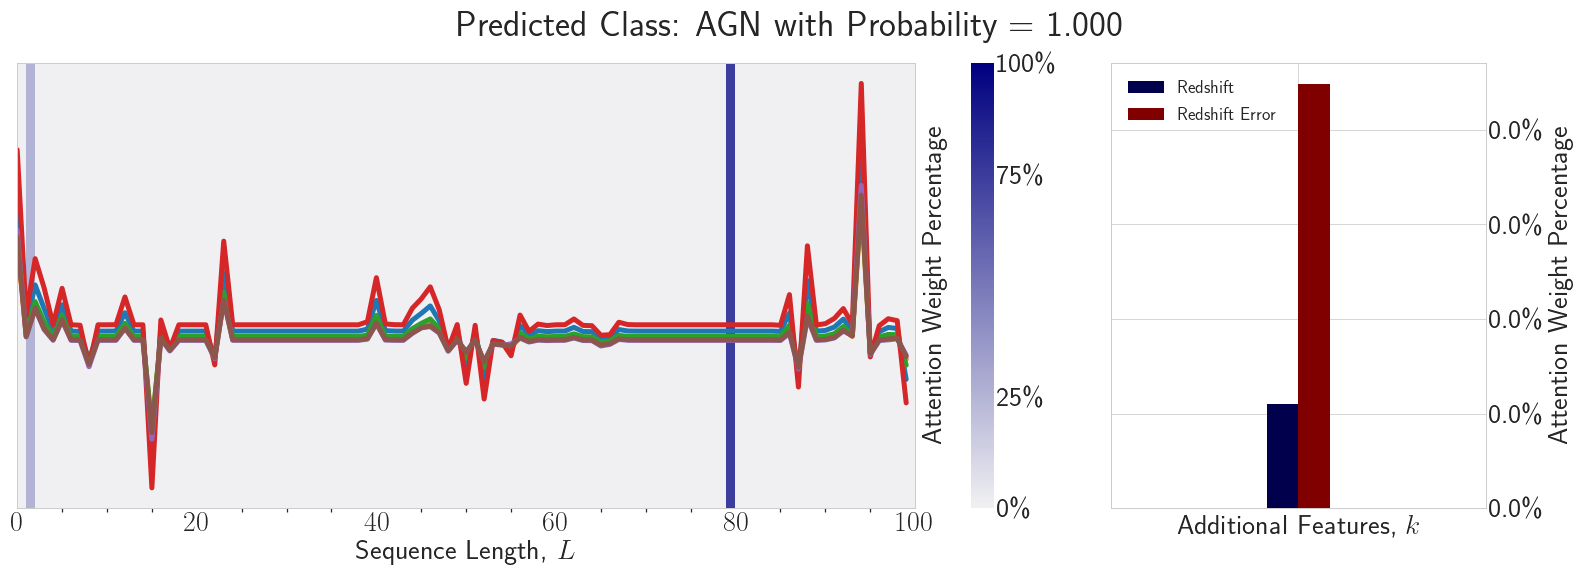 Predicted Class: AGN with Probability = 1.000
0
20
40
60
80
100
Sequence Length, L
Attention Weight Percentage
100%
75%
25%
0%
Redshift
Redshift Error
0.0%
0.0%
0.0%
0.0%
0.0%
Attention Weight Percentage
Additional Features, k